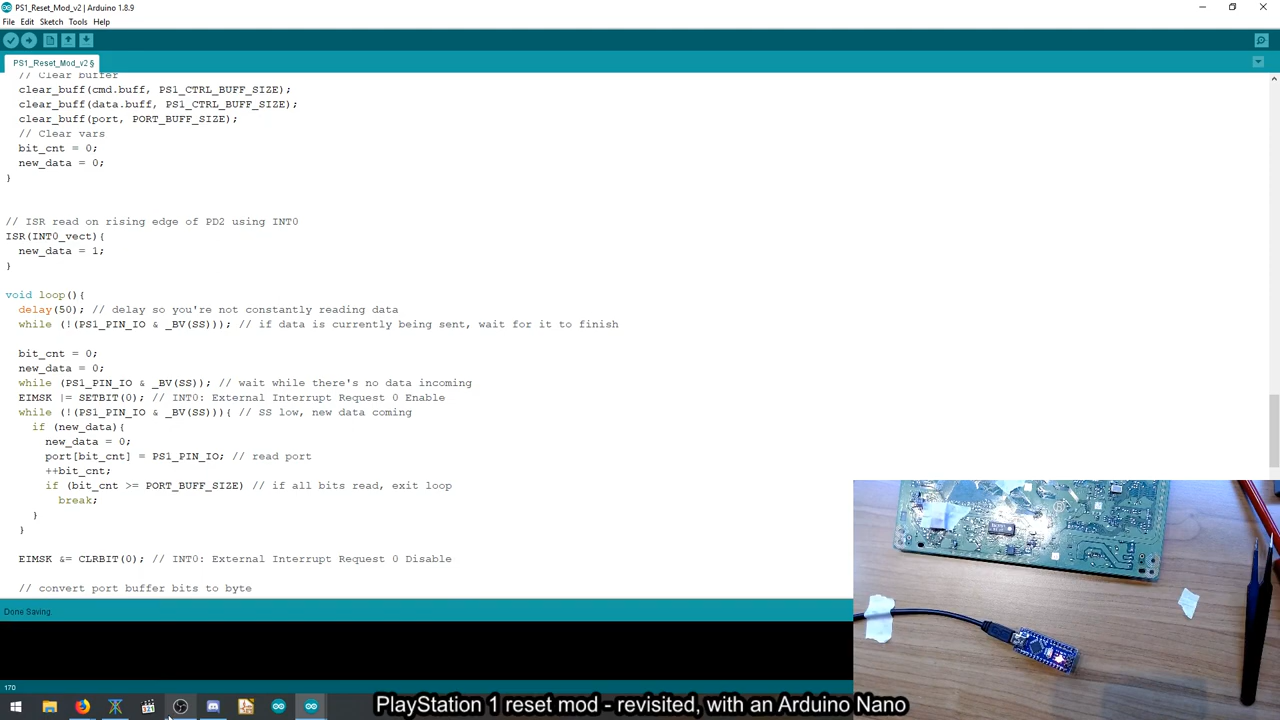 PS1_Reset_Mod_v2 | Arduino 1.8.9
File Edit Sketch Tools Help
PS1_Reset_Mod_v2 §
// Clear buffer
clear_buff(cmd.buff, PS1_CTRL_BUFF_SIZE);
clear_buff(data.buff, PS1_CTRL_BUFF_SIZE);
clear_buff(port, PORT_BUFF_SIZE);
// Clear vars
bit_cnt = 0;
new_data = 0;
}
// ISR read on rising edge of PD2 using INT0
ISR(INT0_vect){
new_data = 1;
}
void loop(){
delay(50); // delay so you're not constantly reading data
while (!(PS1_PIN_IO & _BV(SS))); // if data is currently being sent, wait for it to finish
bit_cnt = 0;
new_data = 0;
while (PS1_PIN_IO & _BV(SS)); // wait while there's no data incoming
EIMSK |= SETBIT(0); // INT0: External Interrupt Request 0 Enable
while (!(PS1_PIN_IO & _BV(SS))){ // SS low, new data coming
if (new_data){
new_data = 0;
port[bit_cnt] = PS1_PIN_IO; // read port
++bit_cnt;
if (bit_cnt >= PORT_BUFF_SIZE) // if all bits read, exit loop
break;
}
}
EIMSK &= CLRBIT(0); // INT0: External Interrupt Request 0 Disable
// convert port buffer bits to byte
Done Saving.
170
PlayStation 1 reset mod - revisited, with an Arduino Nano